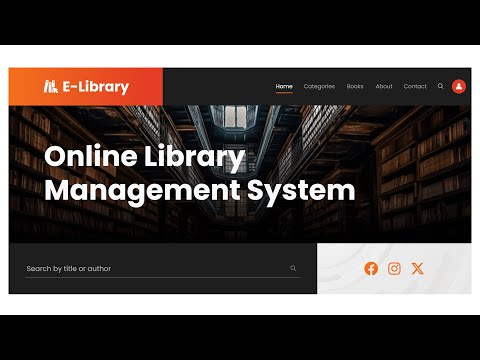 E-Library
Home Categories Books About Contact
Online Library
Management System
Search by title or author